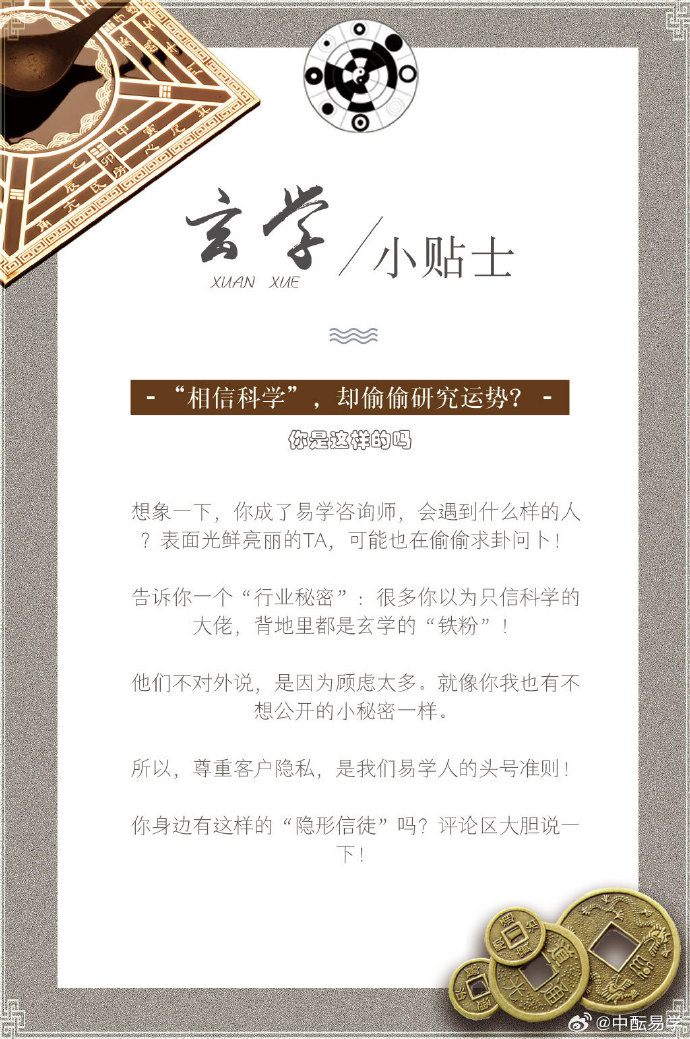 玄学/小贴士
XUAN XUE
- “相信科学”，却偷偷研究运势？ -
你是这样的吗
想象一下，你成了易学咨询师，会遇到什么样的人
？表面光鲜亮丽的TA，可能也在偷偷求卦问卜！
告诉你一个“行业秘密”：很多你以为只信科学的
大佬，背地里都是玄学的“铁粉”！
他们不对外说，是因为顾虑太多。就像你我也有不
想公开的小秘密一样。
所以，尊重客户隐私，是我们易学人的头号准则！
你身边有这样的“隐形信徒”吗？评论区大胆说一
下！
@中酝易学